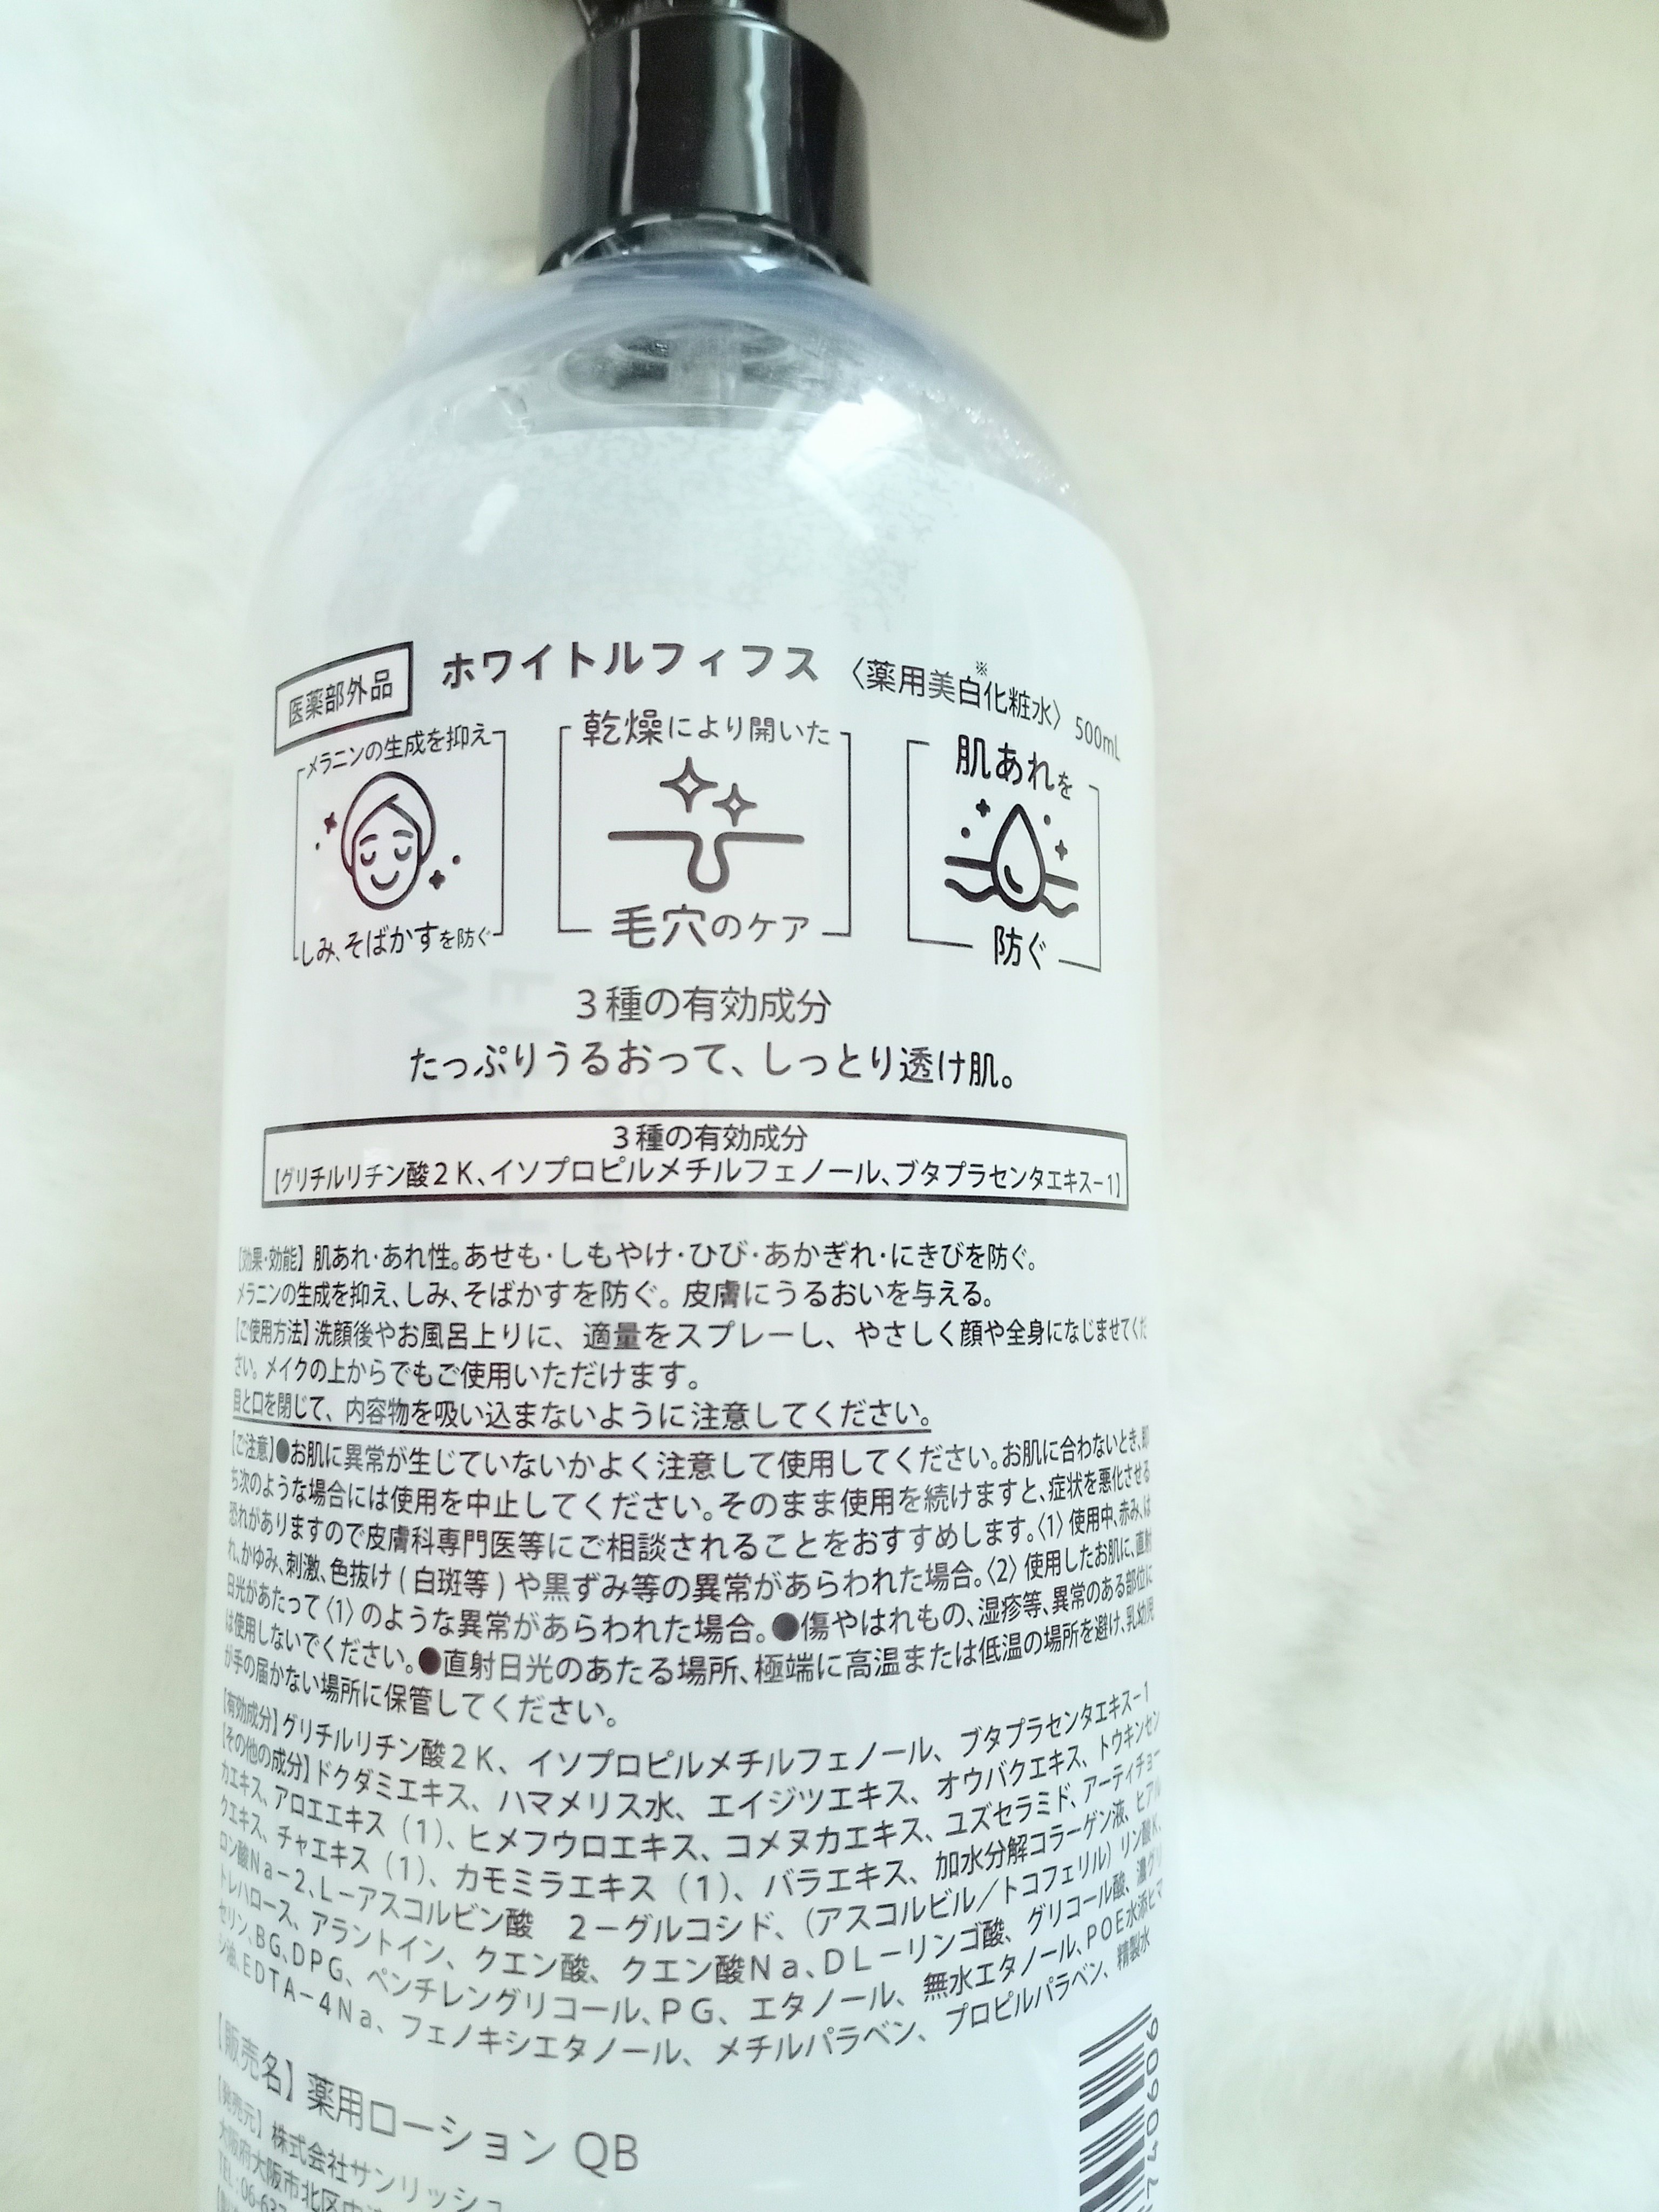 医薬部外品
ホワイトルフィフス 〈薬用美白※化粧水〉 500mL
メラニンの生成を抑え
しみ、そばかすを防ぐ
乾燥により開いた
毛穴のケア
肌あれを
防ぐ
3種の有効成分
たっぷりうるおって、しっとり透け肌。
3種の有効成分
【グリチルリチン酸2K、イソプロピルメチルフェノール、ブタプラセンタエキス-1】
【効果・効能】肌あれ・あれ性。あせも・しもやけ・ひび・あかぎれ・にきびを防ぐ。
メラニンの生成を抑え、しみ、そばかすを防ぐ。皮膚にうるおいを与える。
【ご使用方法】洗顔後やお風呂上りに、適量をスプレーし、やさしく顔や全身になじませてくだ
さい。メイクの上からでもご使用いただけます。
目と口を閉じて、内容物を吸い込まないように注意してください。
【ご注意】●お肌に異常が生じていないかよく注意して使用してください。お肌に合わないとき、即
ち次のような場合には使用を中止してください。そのまま使用を続けますと、症状を悪化させる
恐れがありますので皮膚科専門医等にご相談されることをおすすめします。〈1〉使用中、赤み、は
れ、かゆみ、刺激、色抜け(白斑等)や黒ずみ等の異常があらわれた場合。〈2〉使用したお肌に、直射
日光があたって〈1〉のような異常があらわれた場合。●傷やはれもの、湿疹等、異常のある部位に
は使用しないでください。●直射日光のあたる場所、極端に高温または低温の場所を避け、乳幼児
が手の届かない場所に保管してください。
【有効成分】グリチルリチン酸2K、イソプロピルメチルフェノール、ブタプラセンタエキス-1
【その他の成分】ドクダミエキス、ハマメリス水、エイジツエキス、オウバクエキス、トウキンセン
カエキス、アロエエキス(1)、ヒメフウロエキス、コメヌカエキス、ユズセラミド、アーティチョー
クエキス、チャエキス(1)、カモミラエキス(1)、バラエキス、加水分解コラーゲン液、ヒアル
ロン酸Na-2、L-アスコルビン酸 2-グルコシド、(アスコルビル/トコフェリル)リン酸K、
トレハロース、アラントイン、クエン酸、クエン酸Na、DL-リンゴ酸、グリコール酸、濃グリ
セリン、BG、DPG、ペンチレングリコール、PG、エタノール、無水エタノール、POE水添ヒマ
シ油、EDTA-4Na、フェノキシエタノール、メチルパラベン、プロピルパラベン、精製水
【販売名】薬用ローション QB
【発売元】株式会社サンリッシュ
大阪府大阪市北区
TEL:06-637